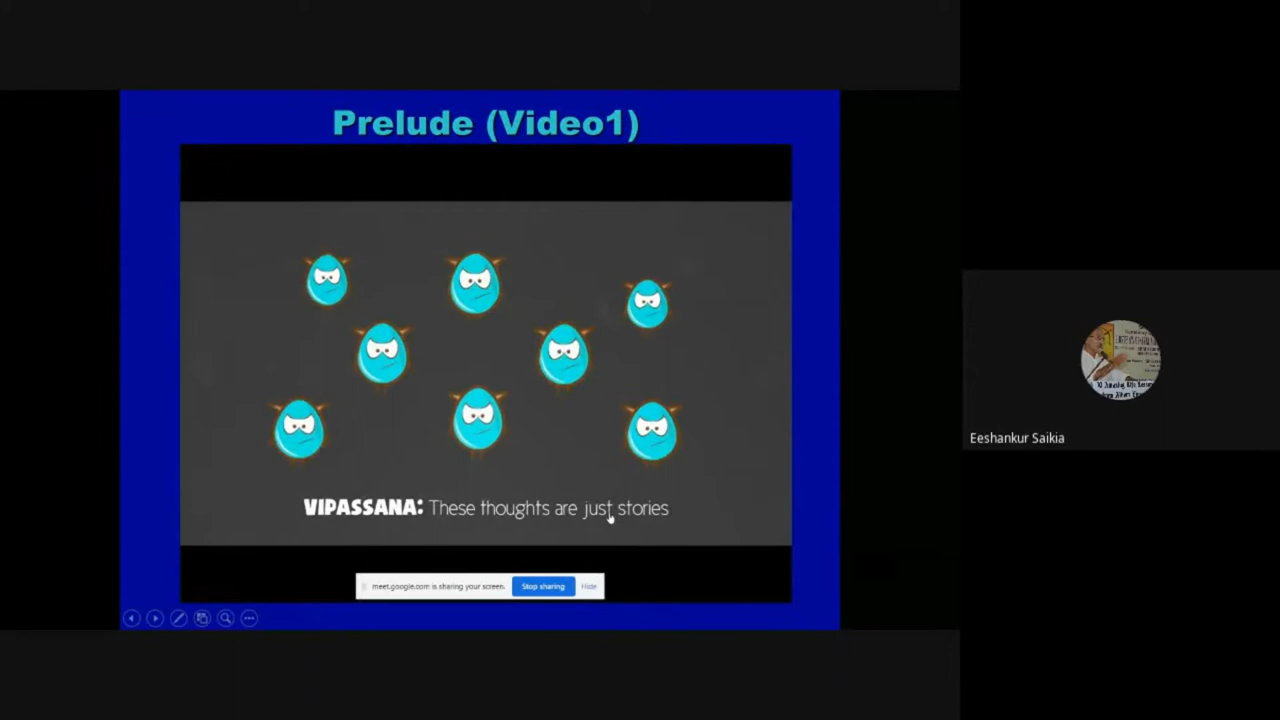 Prelude (Video1)
VIPASSANA: These thoughts are just stories
meet.google.com is sharing your screen. Stop sharing Hide
Eeshankur Saikia